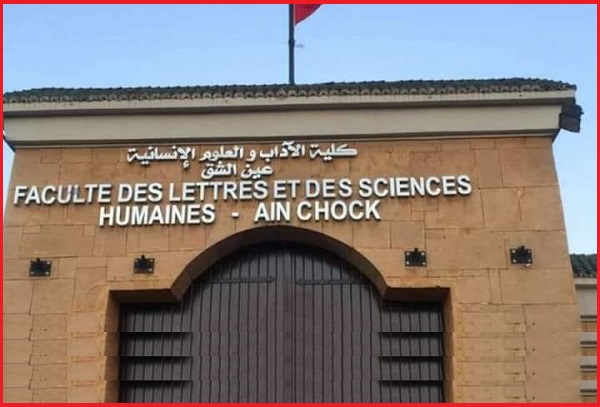 كلية الآداب و العلوم الإنسانية
عين الشق
FACULTE DES LETTRES ET DES SCIENCES
HUMAINES - AIN CHOCK